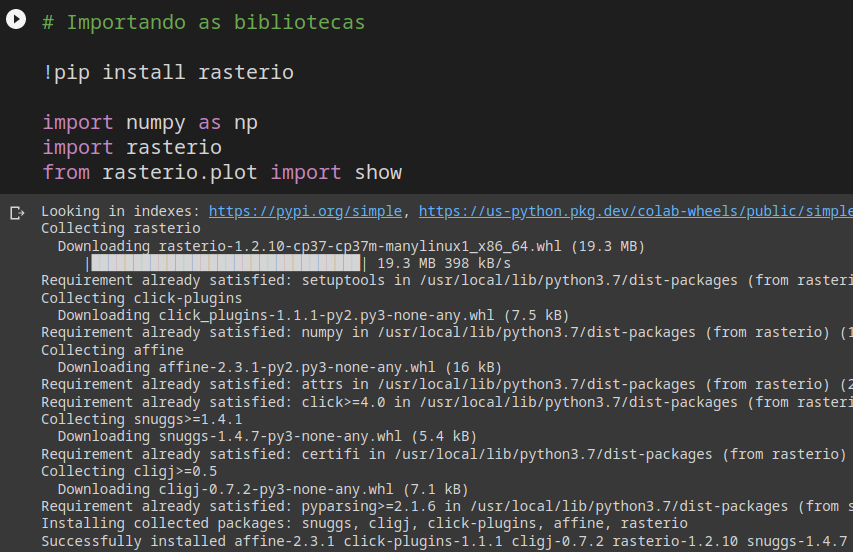 # Importando as bibliotecas
!pip install rasterio
import numpy as np
import rasterio
from rasterio.plot import show
Looking in indexes: https://pypi.org/simple, https://us-python.pkg.dev/colab-wheels/public/simple
Collecting rasterio
Downloading rasterio-1.2.10-cp37-cp37m-manylinux1_x86_64.whl (19.3 MB)
|████████████████████████████████| 19.3 MB 398 kB/s
Requirement already satisfied: setuptools in /usr/local/lib/python3.7/dist-packages (from rasteri
Collecting click-plugins
Downloading click_plugins-1.1.1-py2.py3-none-any.whl (7.5 kB)
Requirement already satisfied: numpy in /usr/local/lib/python3.7/dist-packages (from rasterio) (1
Collecting affine
Downloading affine-2.3.1-py2.py3-none-any.whl (16 kB)
Requirement already satisfied: attrs in /usr/local/lib/python3.7/dist-packages (from rasterio) (2
Requirement already satisfied: click>=4.0 in /usr/local/lib/python3.7/dist-packages (from rasteri
Collecting snuggs>=1.4.1
Downloading snuggs-1.4.7-py3-none-any.whl (5.4 kB)
Requirement already satisfied: certifi in /usr/local/lib/python3.7/dist-packages (from rasterio)
Collecting cligj>=0.5
Downloading cligj-0.7.2-py3-none-any.whl (7.1 kB)
Requirement already satisfied: pyparsing>=2.1.6 in /usr/local/lib/python3.7/dist-packages (from s
Installing collected packages: snuggs, cligj, click-plugins, affine, rasterio
Successfully installed affine-2.3.1 click-plugins-1.1.1 cligj-0.7.2 rasterio-1.2.10 snuggs-1.4.7